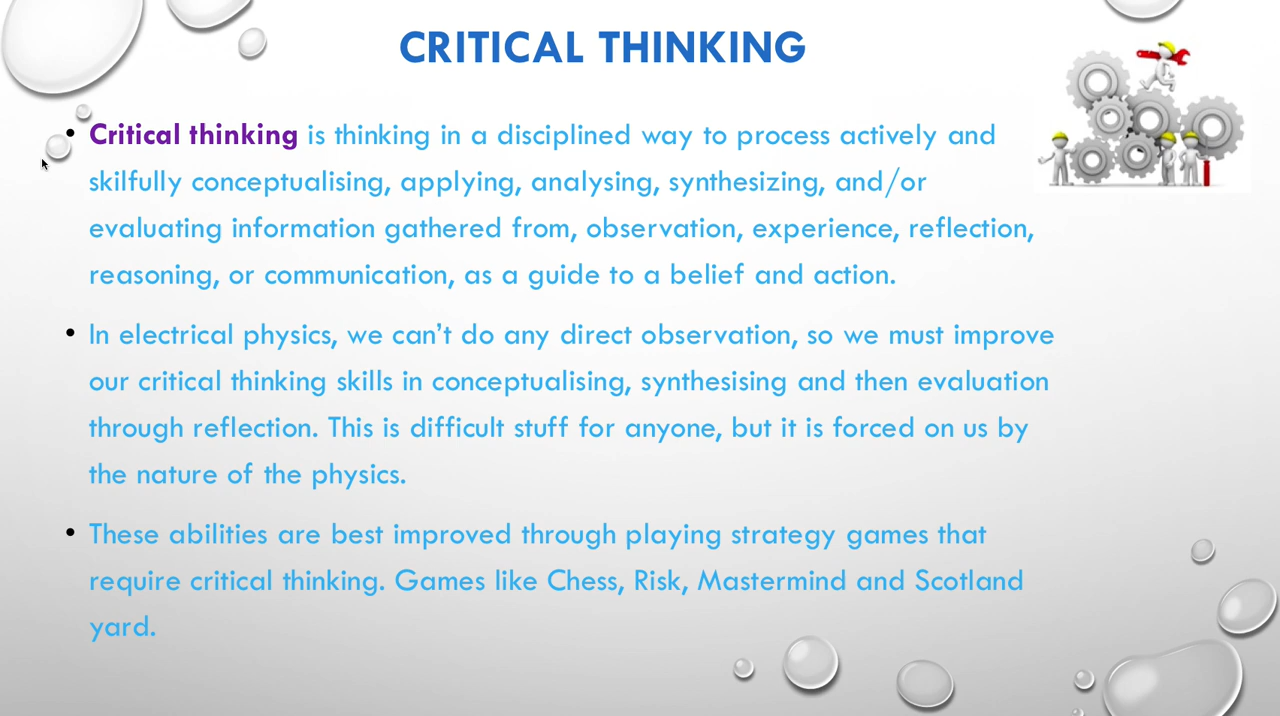 CRITICAL THINKING
• Critical thinking is thinking in a disciplined way to process actively and
skilfully conceptualising, applying, analysing, synthesizing, and/or
evaluating information gathered from, observation, experience, reflection,
reasoning, or communication, as a guide to a belief and action.
• In electrical physics, we can't do any direct observation, so we must improve
our critical thinking skills in conceptualising, synthesising and then evaluation
through reflection. This is difficult stuff for anyone, but it is forced on us by
the nature of the physics.
• These abilities are best improved through playing strategy games that
require critical thinking. Games like Chess, Risk, Mastermind and Scotland
yard.